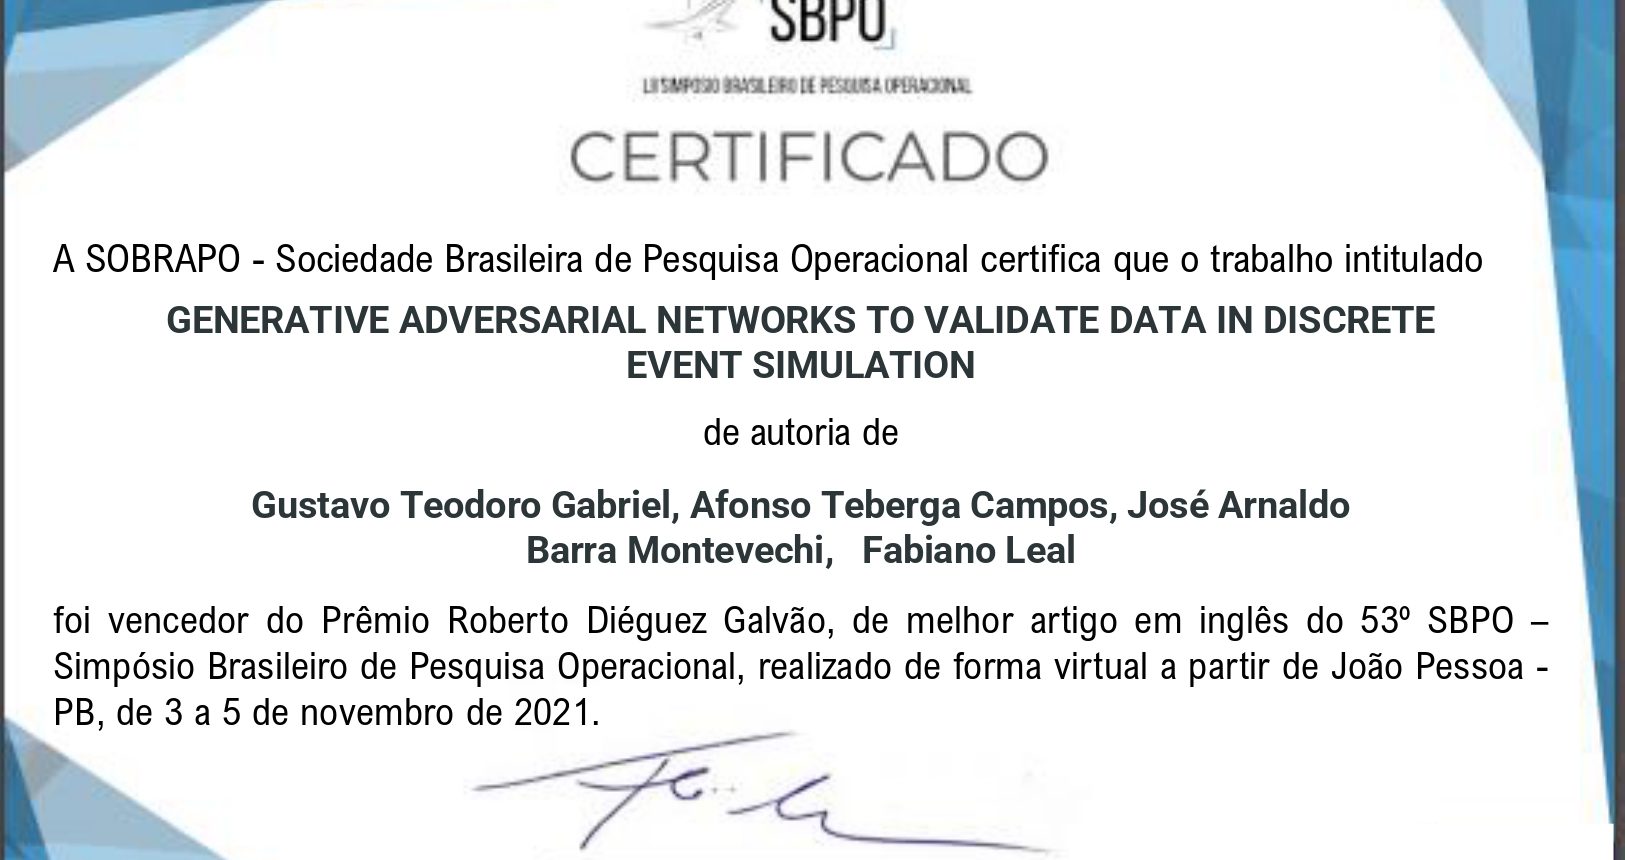 SBPO
LII SIMPOSIO BRASILEIRO DE PESQUISA OPERACIONAL
CERTIFICADO
A SOBRAPO - Sociedade Brasileira de Pesquisa Operacional certifica que o trabalho intitulado
GENERATIVE ADVERSARIAL NETWORKS TO VALIDATE DATA IN DISCRETE
EVENT SIMULATION
de autoria de
Gustavo Teodoro Gabriel, Afonso Teberga Campos, José Arnaldo
Barra Montevechi, Fabiano Leal
foi vencedor do Prêmio Roberto Diéguez Galvão, de melhor artigo em inglês do 53º SBPO –
Simpósio Brasileiro de Pesquisa Operacional, realizado de forma virtual a partir de João Pessoa -
PB, de 3 a 5 de novembro de 2021.